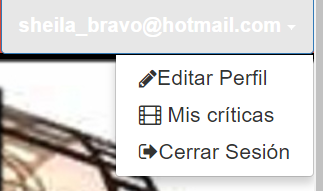 sheila_bravo@hotmail.com
Editar Perfil
Mis críticas
Cerrar Sesión